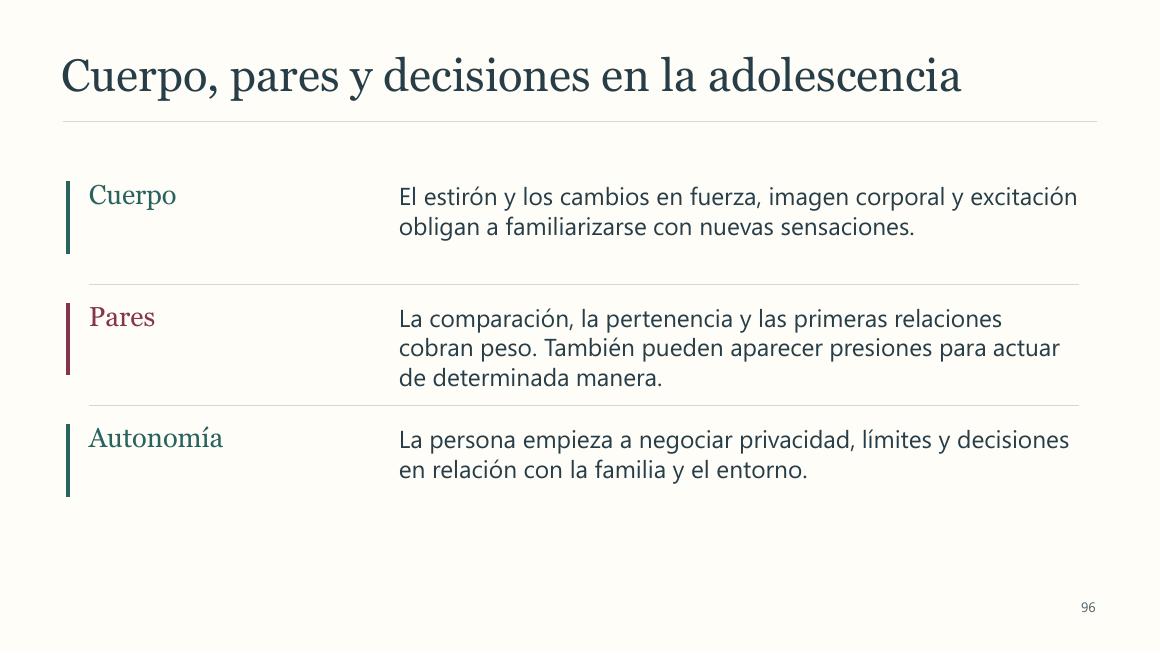 Cuerpo, pares y decisiones en la adolescencia
Cuerpo
El estirón y los cambios en fuerza, imagen corporal y excitación
obligan a familiarizarse con nuevas sensaciones.
Pares
La comparación, la pertenencia y las primeras relaciones
cobran peso. También pueden aparecer presiones para actuar
de determinada manera.
Autonomía
La persona empieza a negociar privacidad, límites y decisiones
en relación con la familia y el entorno.
96